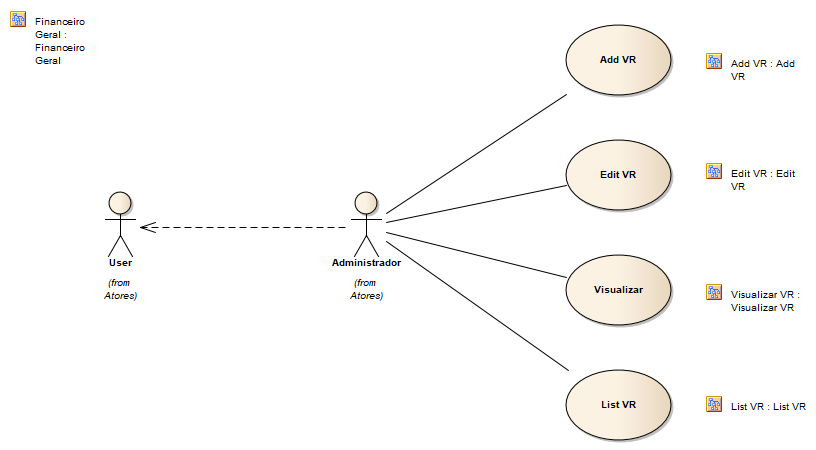 Financeiro
Geral :
Financeiro
Geral
Add VR
Add VR : Add
VR
Edit VR
Edit VR : Edit
VR
User
(from
Atores)
Administrador
(from
Atores)
Visualizar
Visualizar VR :
Visualizar VR
List VR
List VR : List VR